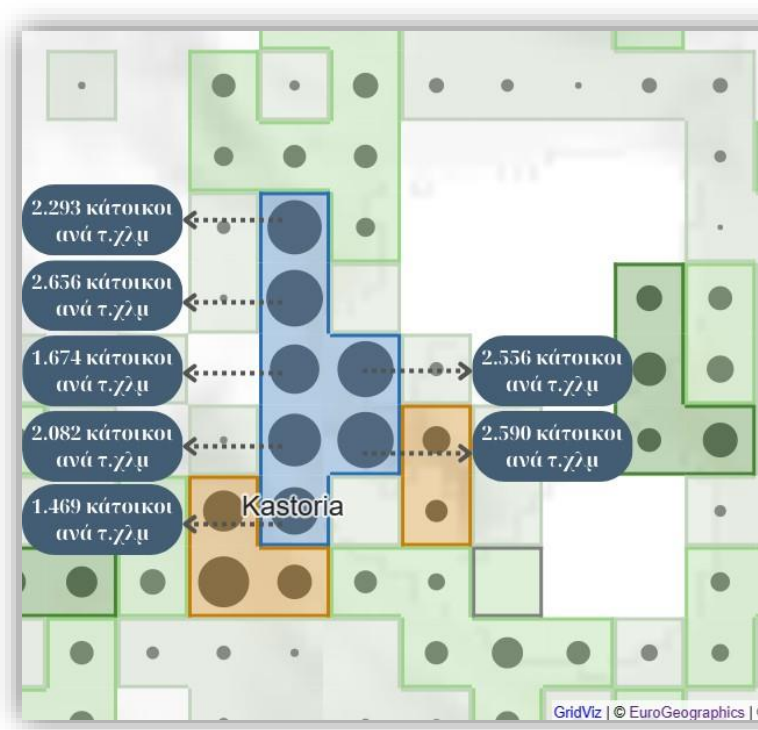 2.293 κάτοικοι
ανά τ.χλμ
2.656 κάτοικοι
ανά τ.χλμ
1.674 κάτοικοι
ανά τ.χλμ
2.082 κάτοικοι
ανά τ.χλμ
1.469 κάτοικοι
ανά τ.χλμ
2.556 κάτοικοι
ανά τ.χλμ
2.590 κάτοικοι
ανά τ.χλμ
Kastoria
GridViz | © EuroGeographics |